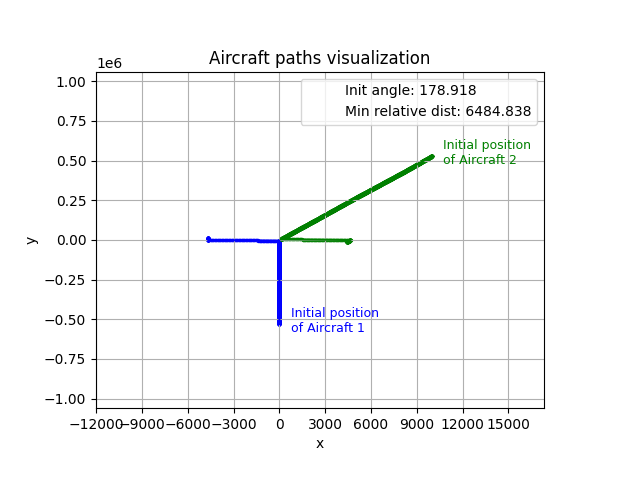 Aircraft paths visualization
1e6
Init angle: 178.918
Min relative dist: 6484.838
1.00
0.75
0.50
0.25
0.00
−0.25
−0.50
−0.75
−1.00
Initial position
of Aircraft 2
Initial position
of Aircraft 1
−12000 −9000 −6000 −3000 0 3000 6000 9000 12000 15000
x
y